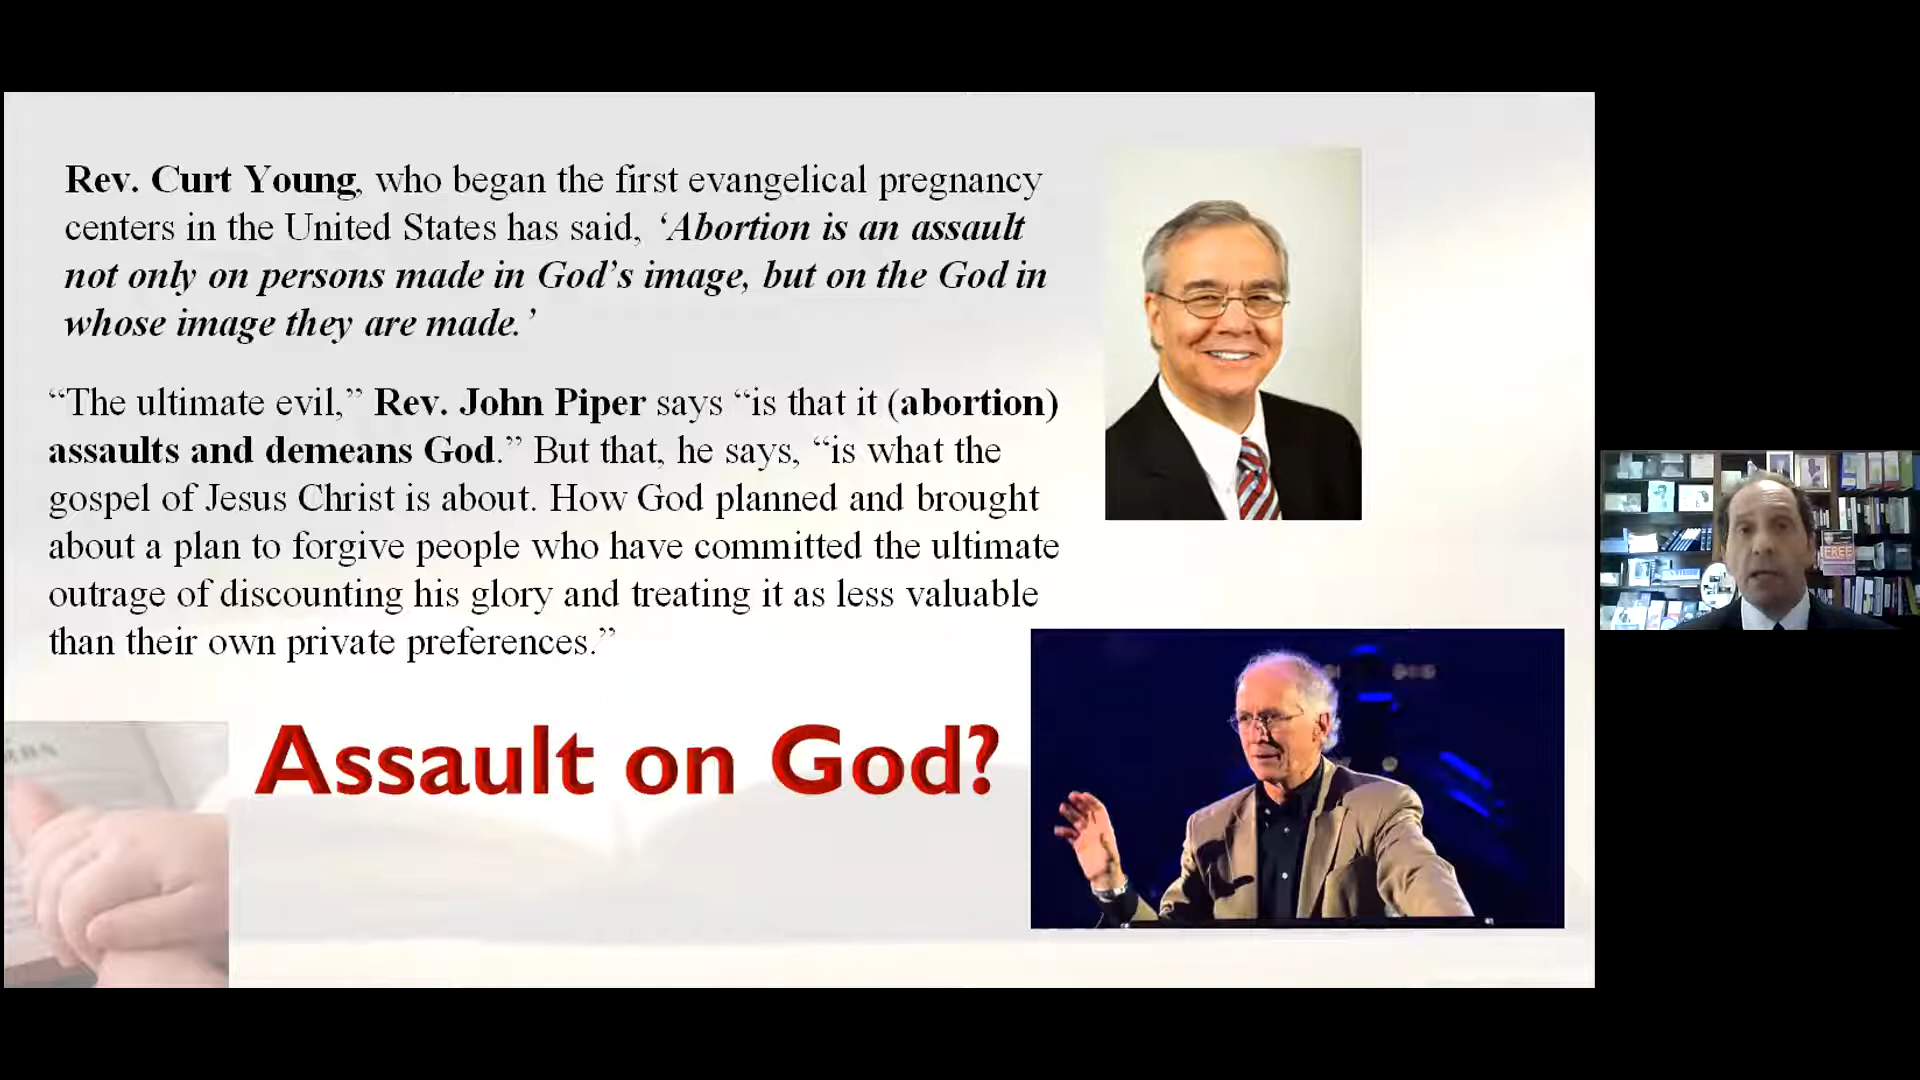 Rev. Curt Young, who began the first evangelical pregnancy
centers in the United States has said, ‘Abortion is an assault
not only on persons made in God’s image, but on the God in
whose image they are made.’
“The ultimate evil,” Rev. John Piper says “is that it (abortion)
assaults and demeans God.” But that, he says, “is what the
gospel of Jesus Christ is about. How God planned and brought
about a plan to forgive people who have committed the ultimate
outrage of discounting his glory and treating it as less valuable
than their own private preferences.”
Assault on God?
FREE